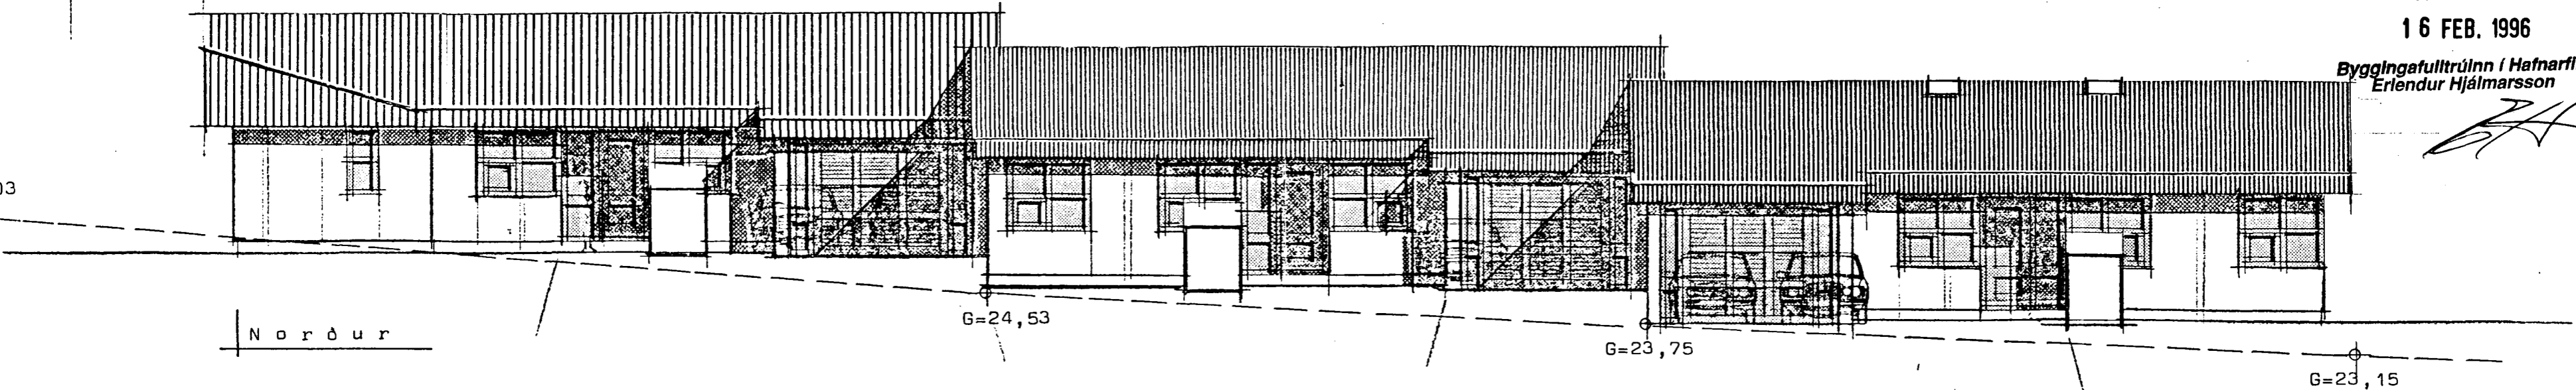 16 FEB. 1996
Byggingafulltrúinn í Hafnarfi
Erlendur Hjálmarsson
03
G=24,53
Norður
G=23,75
G=23,15